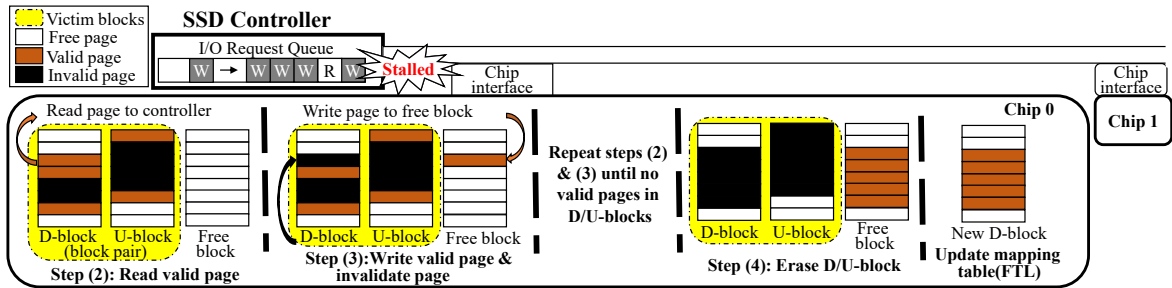 Victim blocks
Free page
Valid page
Invalid page
SSD Controller
I/O Request Queue
W → W W W R W
Stalled
Chip
interface
Chip
interface
Chip 0
Chip 1
Read page to controller
D-block
(block pair)
U-block
Free
block
Step (2): Read valid page
Write page to free block
D-block
U-block
Free block
Step (3):Write valid page &
invalidate page
Repeat steps (2)
& (3) until no
valid pages in
D/U-blocks
D-block
U-block
Free
block
Step (4): Erase D/U-block
New D-block
Update mapping
table(FTL)